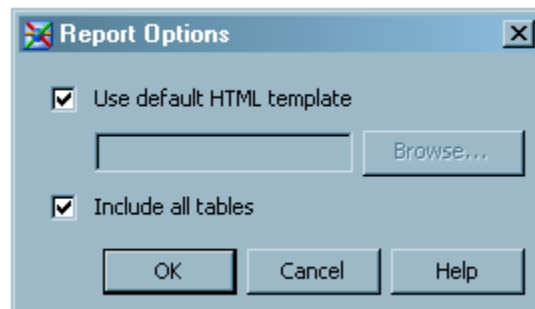 Report Options
Use default HTML template
Browse...
Include all tables
OK Cancel Help